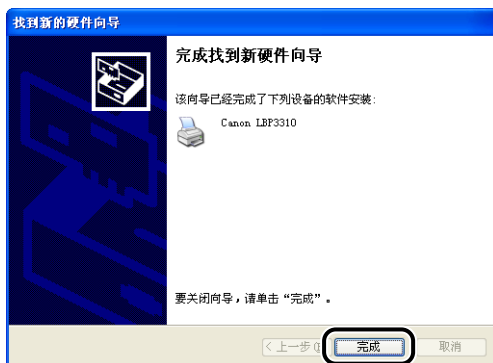 找到新的硬件向导
完成找到新硬件向导
该向导已经完成了下列设备的软件安装:
Canon LBP3310
要关闭向导，请单击“完成”。
< 上一步(B) 完成 取消